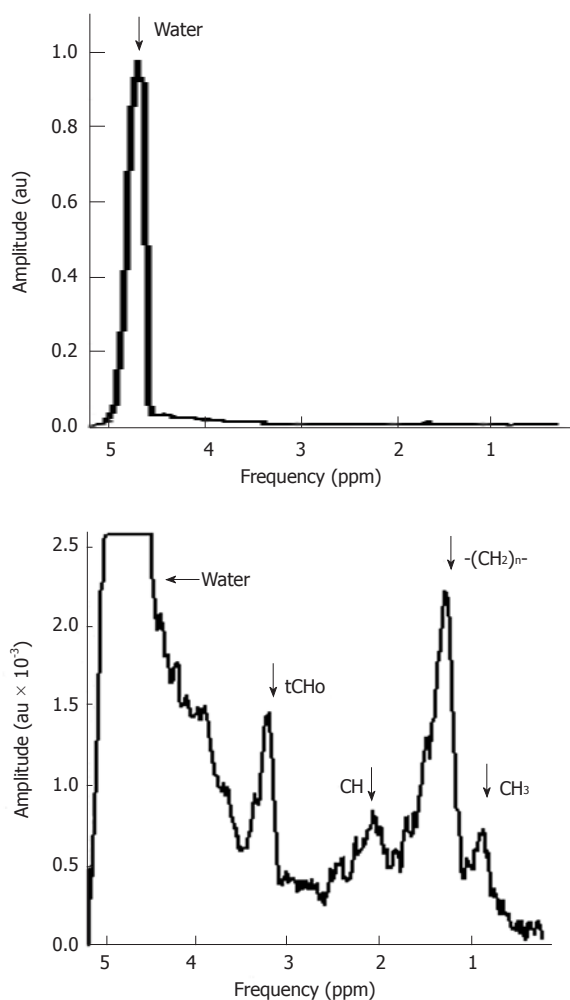 Water
1.0
0.8
0.6
0.4
0.2
0.0
Amplitude (au)
5 4 3 2 1
Frequency (ppm)
2.5
2.0
1.5
1.0
0.5
0.0
Amplitude (au × 10⁻³)
-(CH₂)ₙ-
Water
tCHo
CH
CH₃
5 4 3 2 1
Frequency (ppm)